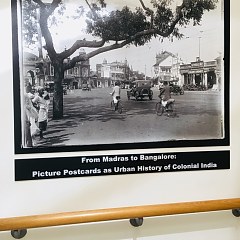 From Madras to Bangalore:
Picture Postcards as Urban History of Colonial India